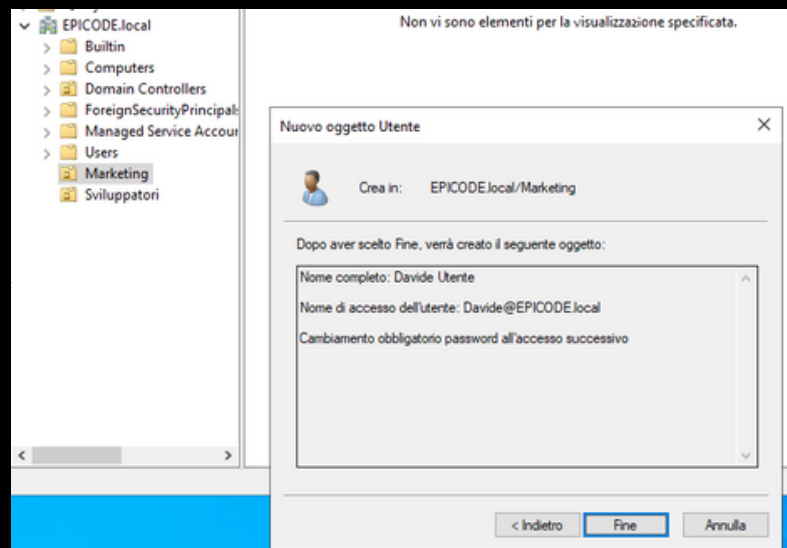 EPICODE.local
Builtin
Computers
Domain Controllers
ForeignSecurityPrincipals
Managed Service Accour
Users
Marketing
Sviluppatori
Non vi sono elementi per la visualizzazione specificata.
Nuovo oggetto Utente
Crea in: EPICODE.local/Marketing
Dopo aver scelto Fine, verrà creato il seguente oggetto:
Nome completo: Davide Utente
Nome di accesso dell'utente: Davide@EPICODE.local
Cambiamento obbligatorio password all'accesso successivo
< Indietro
Fine
Annulla